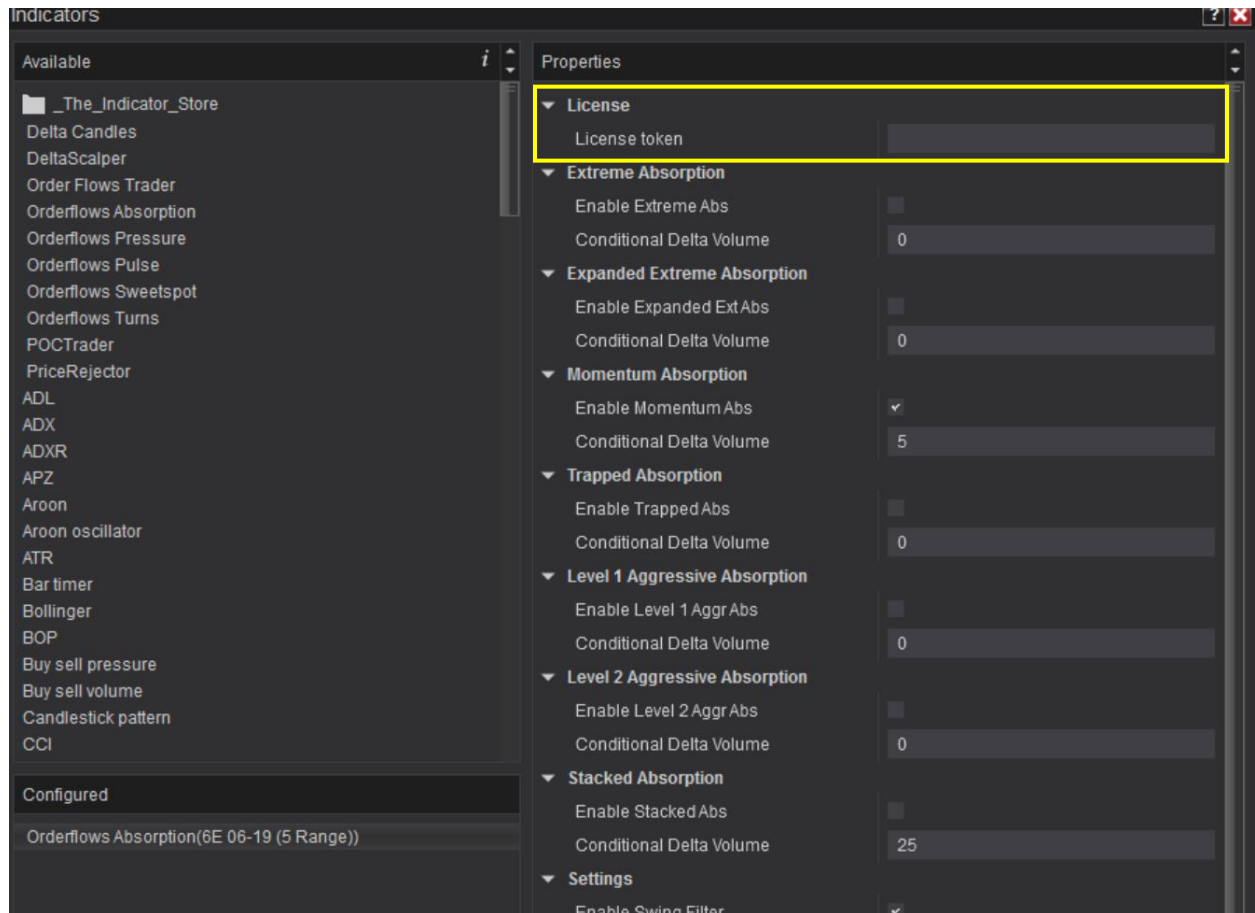 Indicators
?
Available
i
_The_Indicator_Store
Delta Candles
DeltaScalper
Order Flows Trader
Orderflows Absorption
Orderflows Pressure
Orderflows Pulse
Orderflows Sweetspot
Orderflows Turns
POCTrader
PriceRejector
ADL
ADX
ADXR
APZ
Aroon
Aroon oscillator
ATR
Bar timer
Bollinger
BOP
Buy sell pressure
Buy sell volume
Candlestick pattern
CCI
Configured
Orderflows Absorption(6E 06-19 (5 Range))
Properties
License
License token
Extreme Absorption
Enable Extreme Abs
Conditional Delta Volume 0
Expanded Extreme Absorption
Enable Expanded Ext Abs
Conditional Delta Volume 0
Momentum Absorption
Enable Momentum Abs
Conditional Delta Volume 5
Trapped Absorption
Enable Trapped Abs
Conditional Delta Volume 0
Level 1 Aggressive Absorption
Enable Level 1 Aggr Abs
Conditional Delta Volume 0
Level 2 Aggressive Absorption
Enable Level 2 Aggr Abs
Conditional Delta Volume 0
Stacked Absorption
Enable Stacked Abs
Conditional Delta Volume 25
Settings
Enable Swing Filter